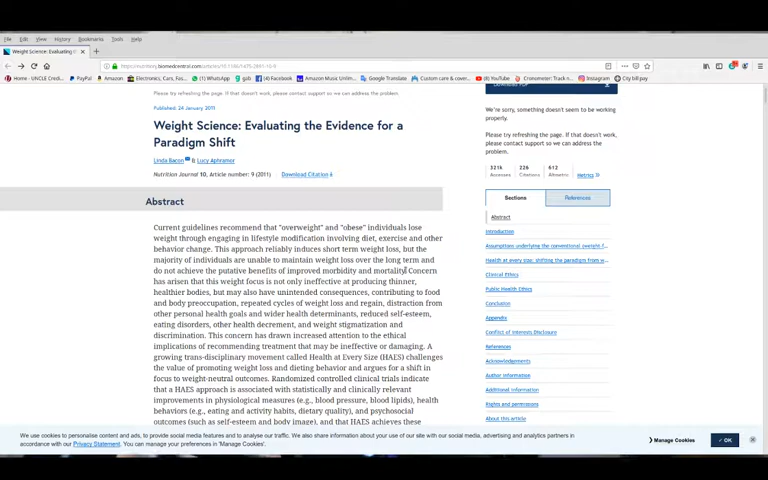 File Edit View History Bookmarks Tools Help
Weight Science: Evaluating t
Home - UNCLE Credi PayPal Amazon Electronics, Cars, Fas (1) WhatsApp gsb (4) Facebook Amazon Music Unlim Google Translate Custom care & cover (8) YouTube Cronometer: Track n Instagram City bill pay
Please try refreshing the page. If that doesn't work, please contact support so we can address the problem.
Published: 24 January 2011
Weight Science: Evaluating the Evidence for a
Paradigm Shift
Linda Bacon & Lucy Aphramor
Nutrition Journal 10, Article number: 9 (2011) Download Citation
Abstract
Current guidelines recommend that "overweight" and "obese" individuals lose
weight through engaging in lifestyle modification involving diet, exercise and other
behavior change. This approach reliably induces short term weight loss, but the
majority of individuals are unable to maintain weight loss over the long term and
do not achieve the putative benefits of improved morbidity and mortality. Concern
has arisen that this weight focus is not only ineffective at producing thinner,
healthier bodies, but may also have unintended consequences, contributing to food
and body preoccupation, repeated cycles of weight loss and regain, distraction from
other personal health goals and wider health determinants, reduced self-esteem,
eating disorders, other health decrement, and weight stigmatization and
discrimination. This concern has drawn increased attention to the ethical
implications of recommending treatment that may be ineffective or damaging. A
growing trans-disciplinary movement called Health at Every Size (HAES) challenges
the value of promoting weight loss and dieting behavior and argues for a shift in
focus to weight-neutral outcomes. Randomized controlled clinical trials indicate
that a HAES approach is associated with statistically and clinically relevant
improvements in physiological measures (e.g., blood pressure, blood lipids), health
behaviors (e.g., eating and activity habits, dietary quality), and psychosocial
outcomes (such as self-esteem and body image), and that HAES achieves these
Download PDF
We're sorry, something doesn't seem to be working
properly.
Please try refreshing the page. If that doesn't work,
please contact support so we can address the
problem.
321k 226 612
Accesses Citations Altmetric Metrics
Sections References
Abstract
Introduction
Assumptions underlying the conventional (weight-f...
Health at every size: shifting the paradigm from w...
Clinical Ethics
Public Health Ethics
Conclusion
Appendix
Conflict of Interests Disclosure
References
Acknowledgements
Author information
Additional information
Rights and permissions
About this article
We use cookies to personalise content and ads, to provide social media features and to analyse our traffic. We also share information about your use of our site with our social media, advertising and analytics partners in
accordance with our Privacy Statement. You can manage your preferences in 'Manage Cookies'.
Manage Cookies
OK